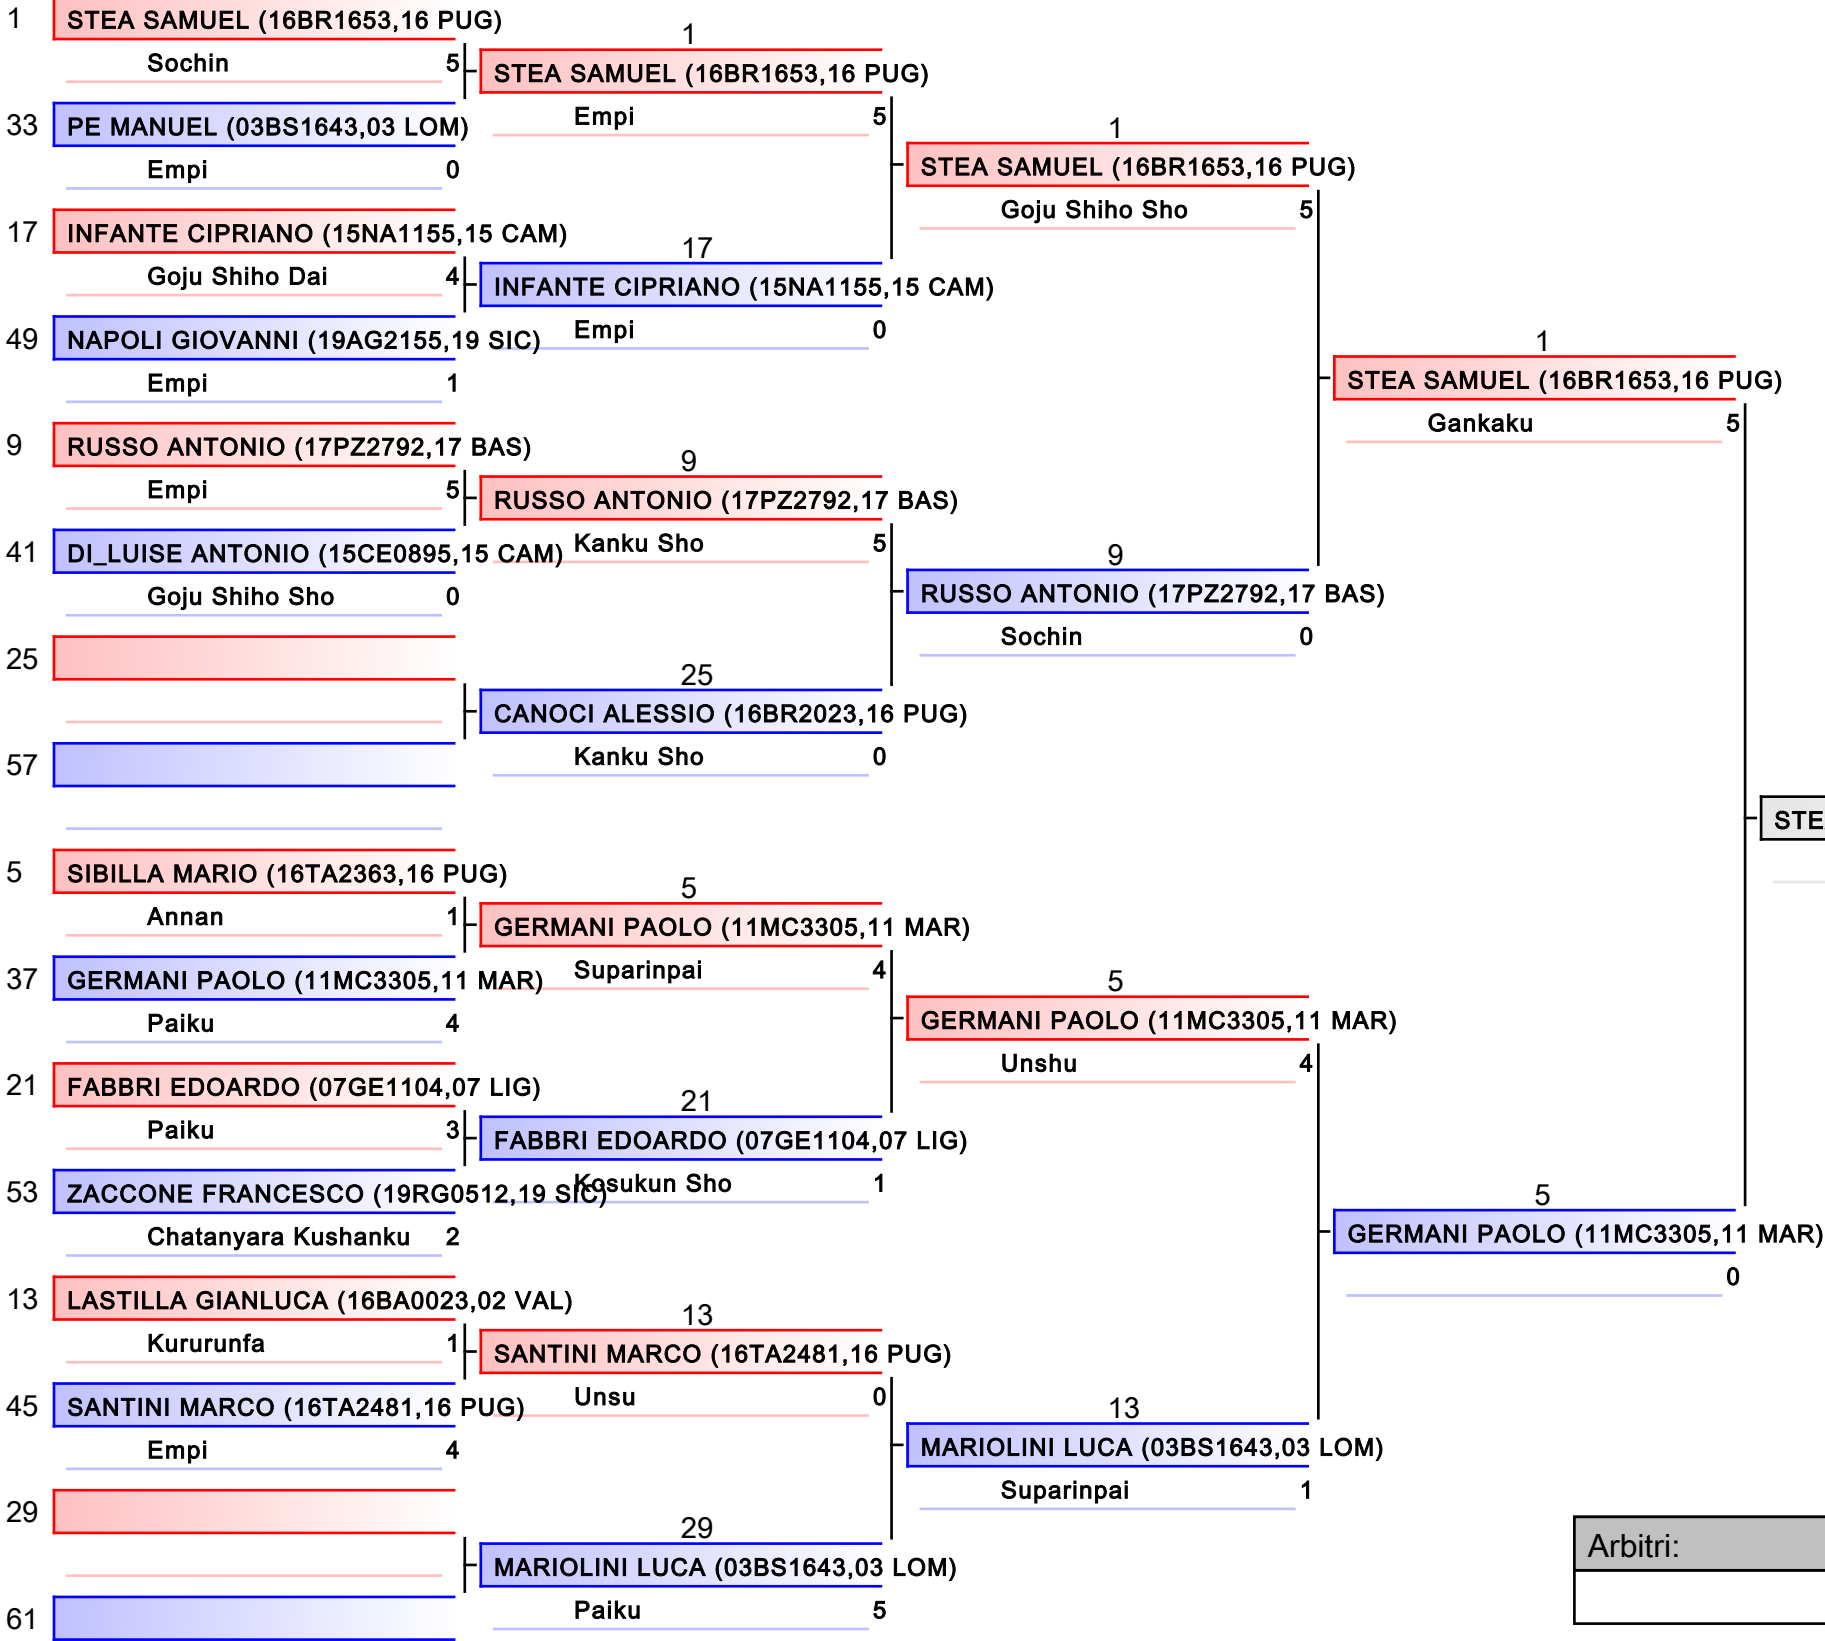 1
STEA SAMUEL (16BR1653,16 PUG)
Sochin 5
33
PE MANUEL (03BS1643,03 LOM)
Empi 0
17
INFANTE CIPRIANO (15NA1155,15 CAM)
Goju Shiho Dai 4
49
NAPOLI GIOVANNI (19AG2155,19 SIC)
Empi 1
9
RUSSO ANTONIO (17PZ2792,17 BAS)
Empi 5
41
DI_LUISE ANTONIO (15CE0895,15 CAM)
Goju Shiho Sho 0
25
57
5
SIBILLA MARIO (16TA2363,16 PUG)
Annan 1
37
GERMANI PAOLO (11MC3305,11 MAR)
Paiku 4
21
FABBRI EDOARDO (07GE1104,07 LIG)
Paiku 3
53
ZACCONE FRANCESCO (19RG0512,19 SIC)
Chatanyara Kushanku 2
13
LASTILLA GIANLUCA (16BA0023,02 VAL)
Kururunfa 1
45
SANTINI MARCO (16TA2481,16 PUG)
Empi 4
29
61
1
STEA SAMUEL (16BR1653,16 PUG)
Empi 5
17
INFANTE CIPRIANO (15NA1155,15 CAM)
Empi 0
9
RUSSO ANTONIO (17PZ2792,17 BAS)
Kanku Sho 5
25
CANOCI ALESSIO (16BR2023,16 PUG)
Kanku Sho 0
5
GERMANI PAOLO (11MC3305,11 MAR)
Suparinpai 4
21
FABBRI EDOARDO (07GE1104,07 LIG)
Kosukun Sho 1
13
SANTINI MARCO (16TA2481,16 PUG)
Unsu 0
29
MARIOLINI LUCA (03BS1643,03 LOM)
Paiku 5
1
STEA SAMUEL (16BR1653,16 PUG)
Goju Shiho Sho 5
9
RUSSO ANTONIO (17PZ2792,17 BAS)
Sochin 0
5
GERMANI PAOLO (11MC3305,11 MAR)
Unshu 4
13
MARIOLINI LUCA (03BS1643,03 LOM)
Suparinpai 1
1
STEA SAMUEL (16BR1653,16 PUG)
Gankaku 5
5
GERMANI PAOLO (11MC3305,11 MAR)
0
STE
Arbitri: